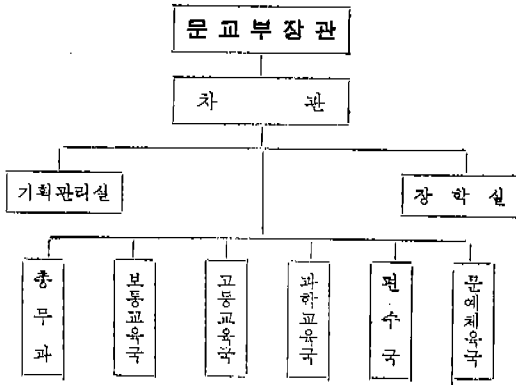 문교부장관
차 관
기획관리실
장 학 실
총무과
보통교육국
고등교육국
과학교육국
편수국
문예체육국